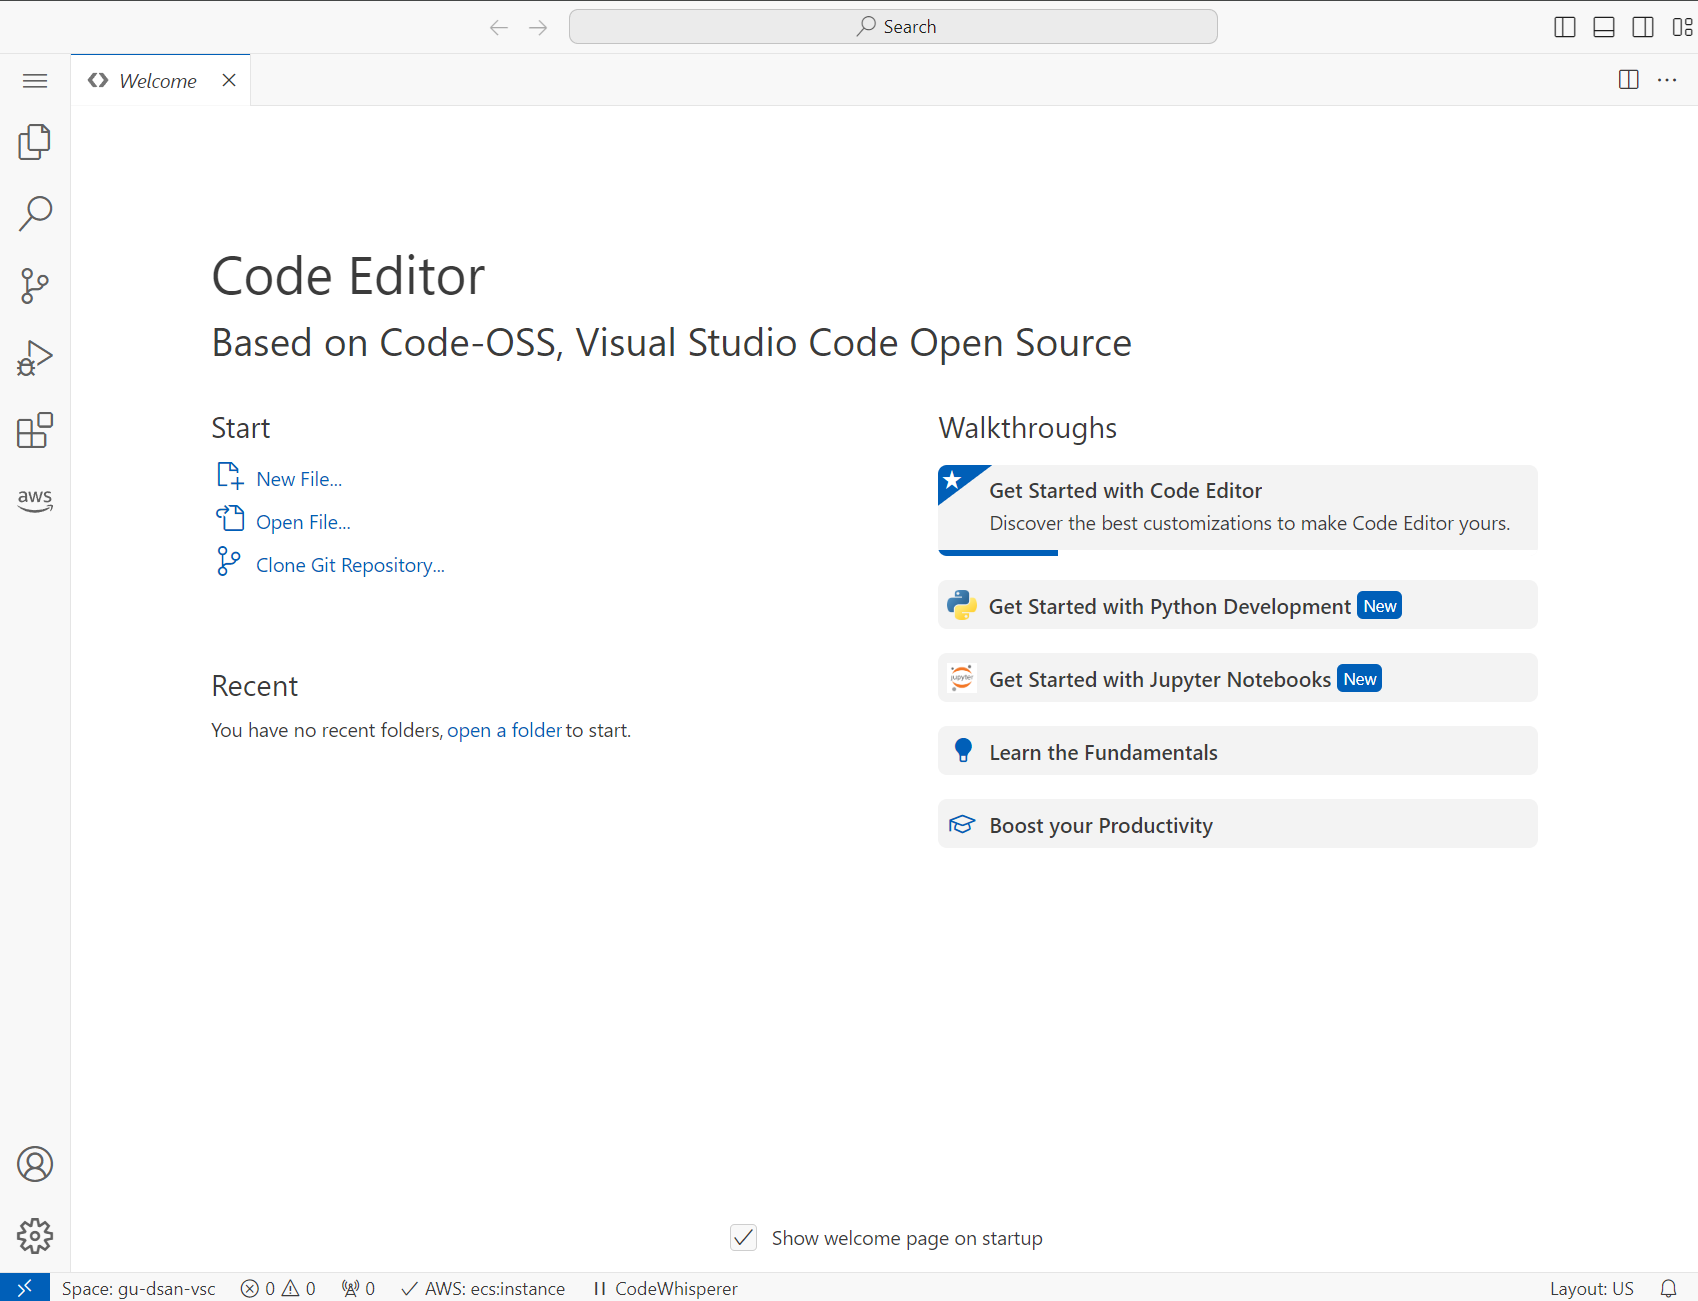 Search
Welcome
Code Editor
Based on Code-OSS, Visual Studio Code Open Source
Start
New File...
Open File...
Clone Git Repository...
Recent
You have no recent folders, open a folder to start.
Walkthroughs
Get Started with Code Editor
Discover the best customizations to make Code Editor yours.
Get Started with Python Development New
jupyter
Get Started with Jupyter Notebooks New
Learn the Fundamentals
Boost your Productivity
aws
Show welcome page on startup
Space: gu-dsan-vsc 0 0 0 AWS: ecs:instance CodeWhisperer Layout: US